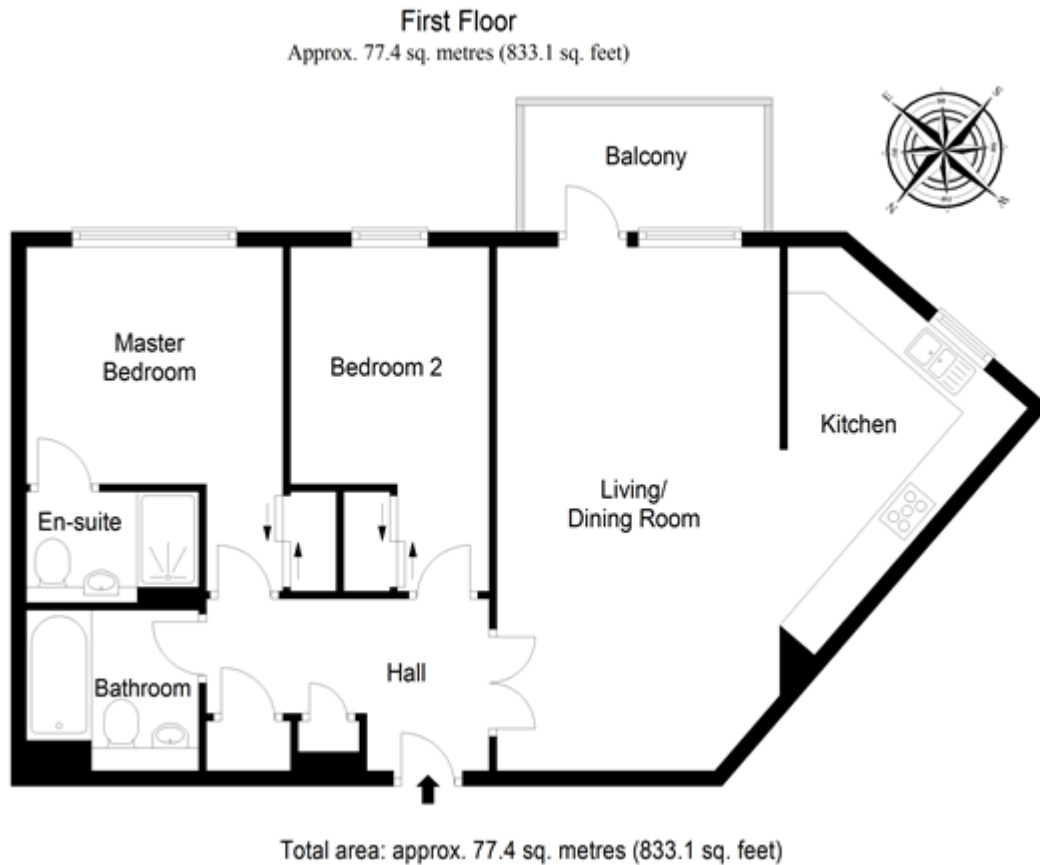 First Floor
Approx. 77.4 sq. metres (833.1 sq. feet)
E
S
N
W
Balcony
Master
Bedroom
Bedroom 2
Kitchen
Living/
Dining Room
En-suite
Hall
Bathroom
Total area: approx. 77.4 sq. metres (833.1 sq. feet)